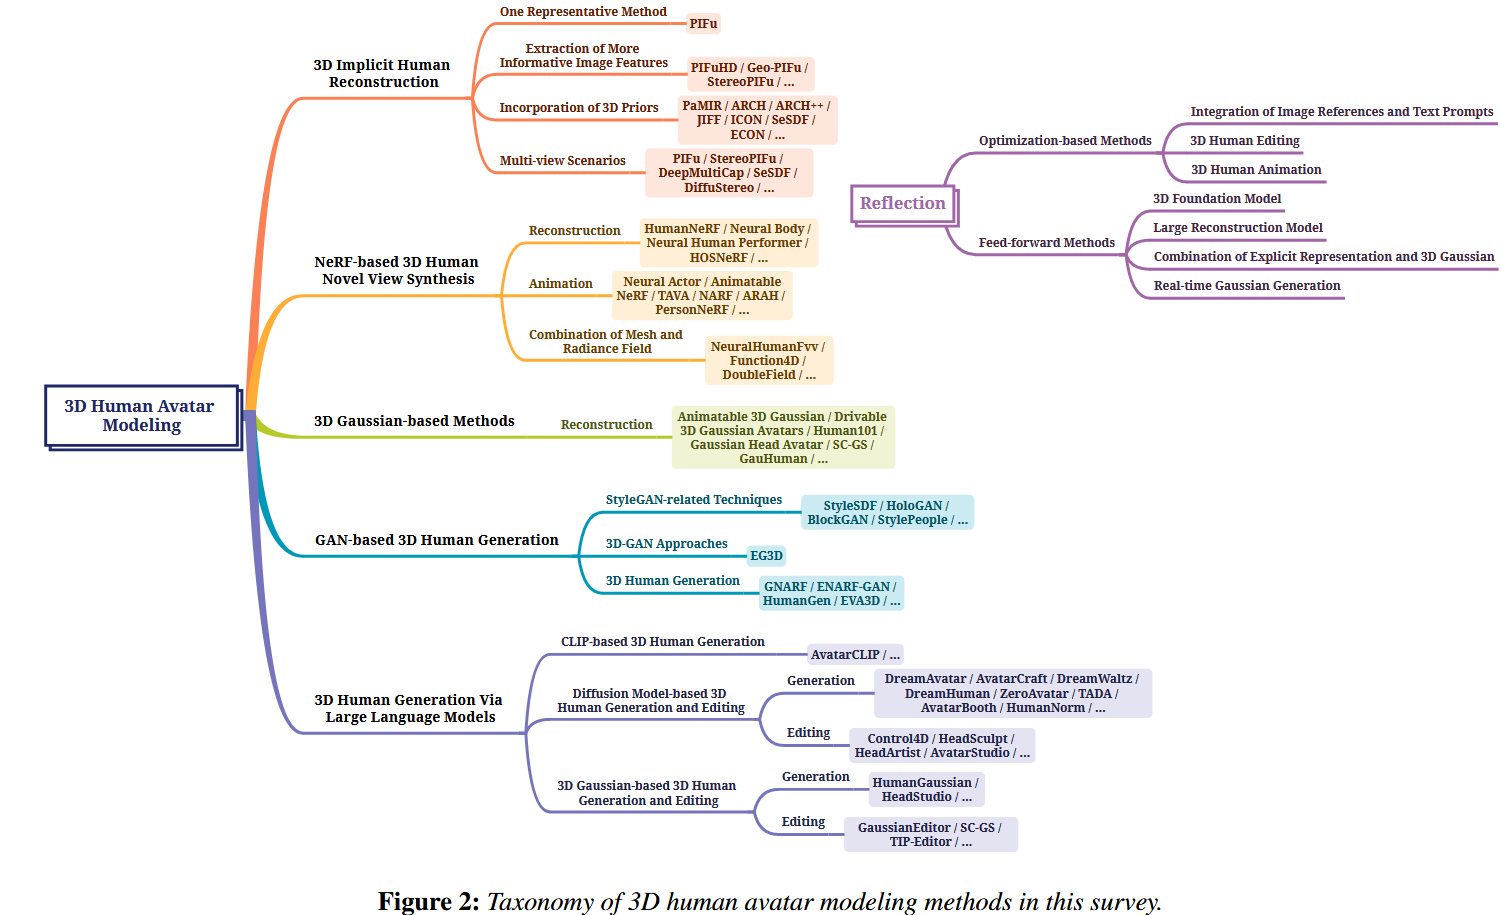 3D Human Avatar
Modeling
3D Implicit Human
Reconstruction
One Representative Method
PIFu
Extraction of More
Informative Image Features
PIFuHD / Geo-PIFu /
StereoPIFu / ...
Incorporation of 3D Priors
PaMIR / ARCH / ARCH++ /
JIFF / ICON / SeSDF /
ECON / ...
Multi-view Scenarios
PIFu / StereoPIFu /
DeepMultiCap / SeSDF /
DiffuStereo / ...
NeRF-based 3D Human
Novel View Synthesis
Reconstruction
HumanNeRF / Neural Body /
Neural Human Performer /
HOSNeRF / ...
Animation
Neural Actor / Animatable
NeRF / TAVA / NARF / ARAH /
PersonNeRF / ...
Combination of Mesh and
Radiance Field
NeuralHumanFvv /
Function4D /
DoubleField / ...
3D Gaussian-based Methods
Reconstruction
Animatable 3D Gaussian / Drivable
3D Gaussian Avatars / Human101 /
Gaussian Head Avatar / SC-GS /
GauHuman / ...
GAN-based 3D Human Generation
StyleGAN-related Techniques
StyleSDF / HoloGAN /
BlockGAN / StylePeople / ...
3D-GAN Approaches
EG3D
3D Human Generation
GNARF / ENARF-GAN /
HumanGen / EVA3D / ...
3D Human Generation Via
Large Language Models
CLIP-based 3D Human Generation
AvatarCLIP / ...
Diffusion Model-based 3D
Human Generation and Editing
Generation
DreamAvatar / AvatarCraft / DreamWaltz /
DreamHuman / ZeroAvatar / TADA /
AvatarBooth / HumanNorm / ...
Editing
Control4D / HeadSculpt /
HeadArtist / AvatarStudio / ...
3D Gaussian-based 3D Human
Generation and Editing
Generation
HumanGaussian /
HeadStudio / ...
Editing
GaussianEditor / SC-GS /
TIP-Editor / ...
Reflection
Optimization-based Methods
Integration of Image References and Text Prompts
3D Human Editing
3D Human Animation
Feed-forward Methods
3D Foundation Model
Large Reconstruction Model
Combination of Explicit Representation and 3D Gaussian
Real-time Gaussian Generation
Figure 2: Taxonomy of 3D human avatar modeling methods in this survey.